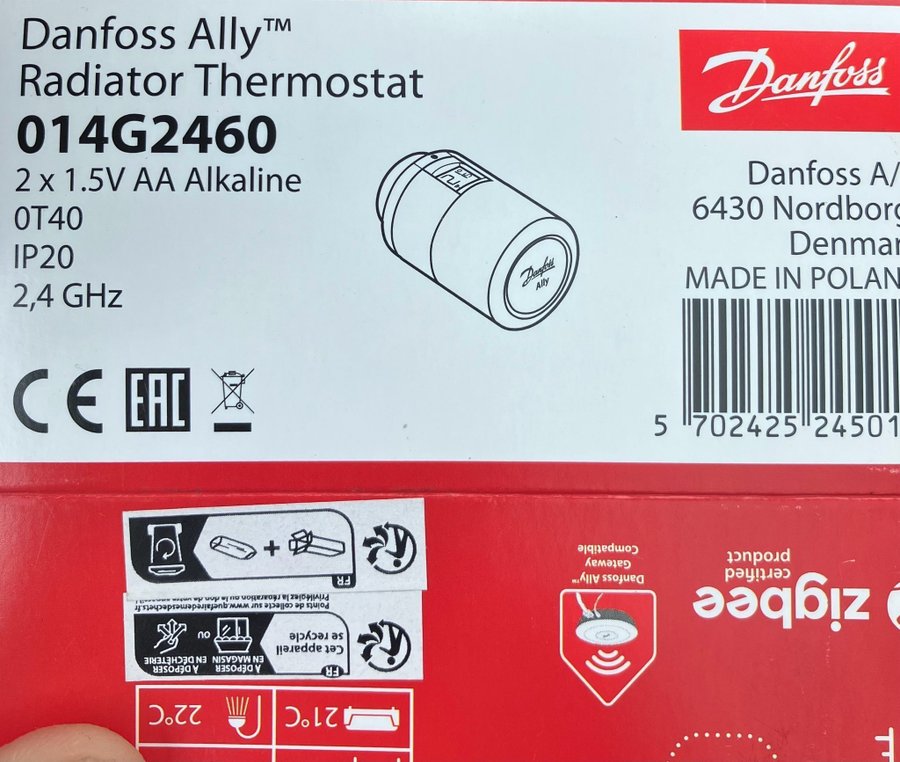 Danfoss Ally™
Radiator Thermostat
014G2460
2 x 1.5V AA Alkaline
0T40
IP20
2,4 GHz
CE
EAC
Danfoss
Ally
Danfoss
Danfoss A/
6430 Nordborg
Denmar
MADE IN POLAN
5 702425 24501
zigbee
certified
product
Danfoss Ally™
Gateway
Compatible
FR
FR
Cet appareil
se recycle
À DÉPOSER
EN MAGASIN
OU
À DÉPOSER
EN DÉCHÈTERIE
Points de collecte sur www.quefairedemesdechets.fr
21°C
22°C